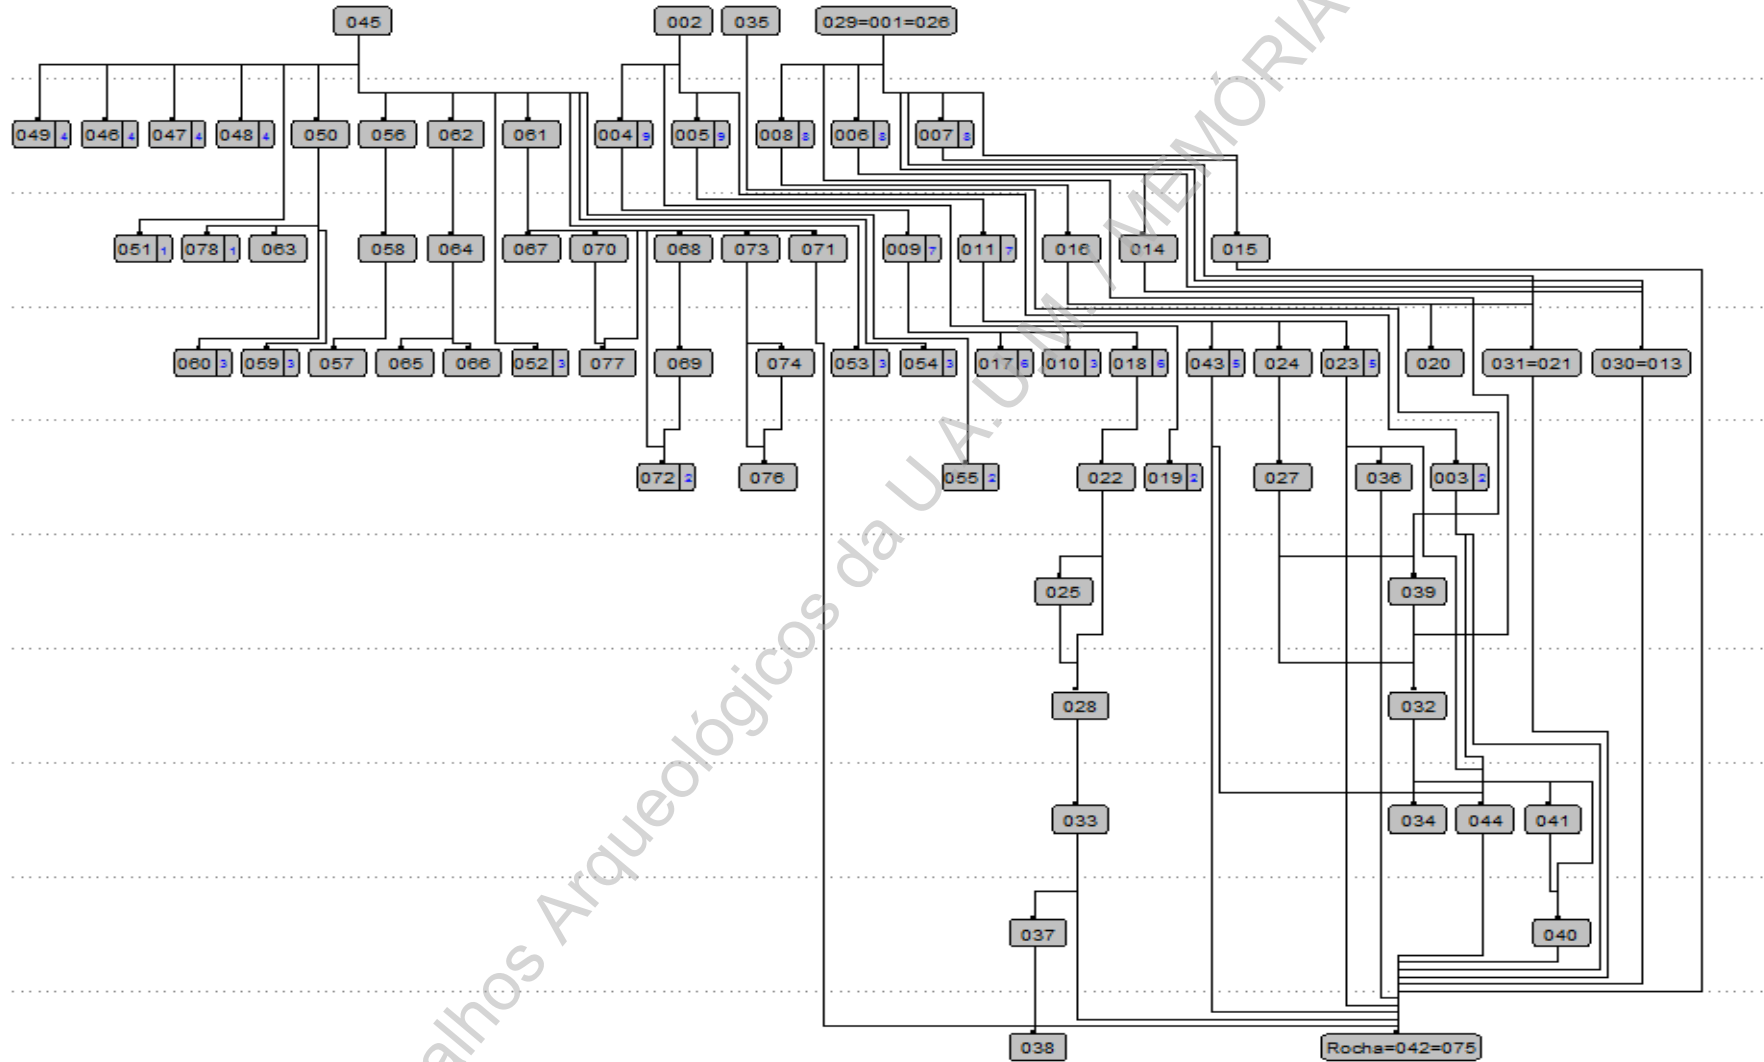 045 002 035 029=001=026
049 4 046 4 047 4 048 4 050 056 062 061 004 9 005 9 008 8 006 8 007 8
051 1 078 1 063 058 064 067 070 068 073 071 009 7 011 7 016 014 015
060 3 059 3 057 065 066 052 3 077 069 074 053 3 054 3 017 6 010 3 018 6 043 5 024 023 5 020 031=021 030=013
072 2 076 055 2 022 019 2 027 036 003 2
025 039
028 032
033 034 044 041
037 040
038 Rocha=042=075
alhos Arqueológicos da U.A.U.M. / MEMÓRIA